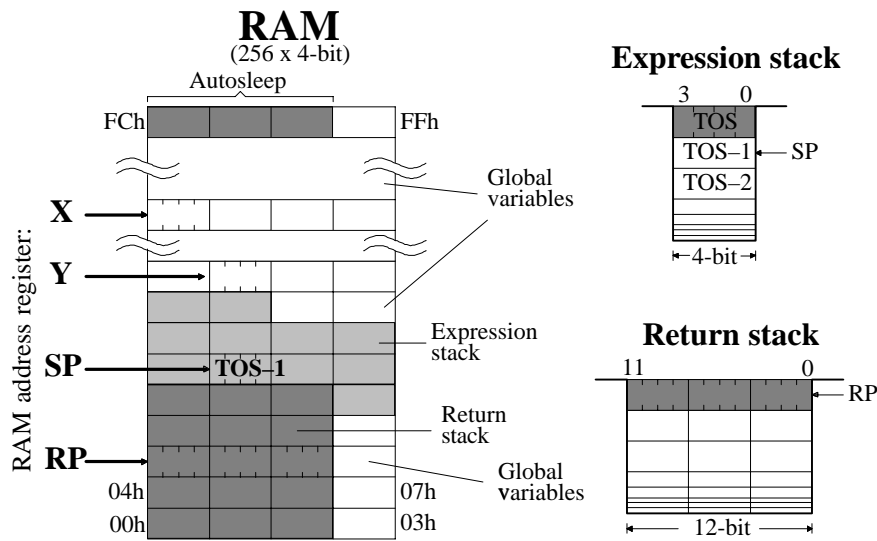 RAM
(256 x 4-bit)
Autosleep
FCh
FFh
Global
variables
X
Y
SP
TOS–1
RP
RAM address register:
Expression
stack
Return
stack
Global
variables
04h
07h
00h
03h
Expression stack
3 0
TOS
TOS–1
SP
TOS–2
4-bit
Return stack
11 0
RP
12-bit